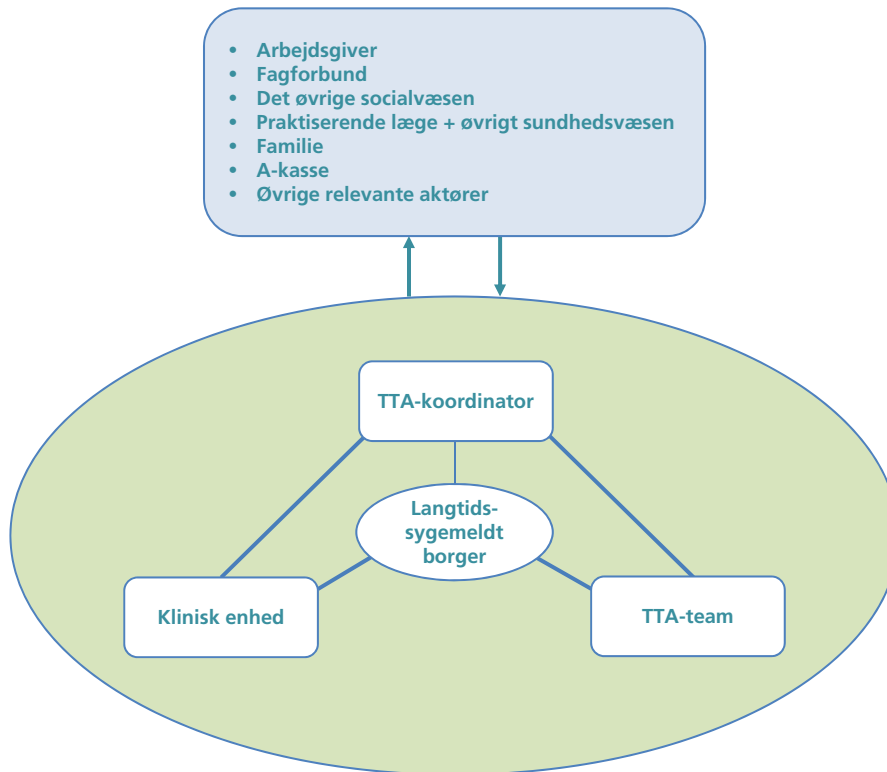 • Arbejdsgiver
• Fagforbund
• Det øvrige socialvæsen
• Praktiserende læge + øvrigt sundhedsvæsen
• Familie
• A-kasse
• Øvrige relevante aktører
TTA-koordinator
Langtids-
sygemeldt
borger
Klinisk enhed
TTA-team